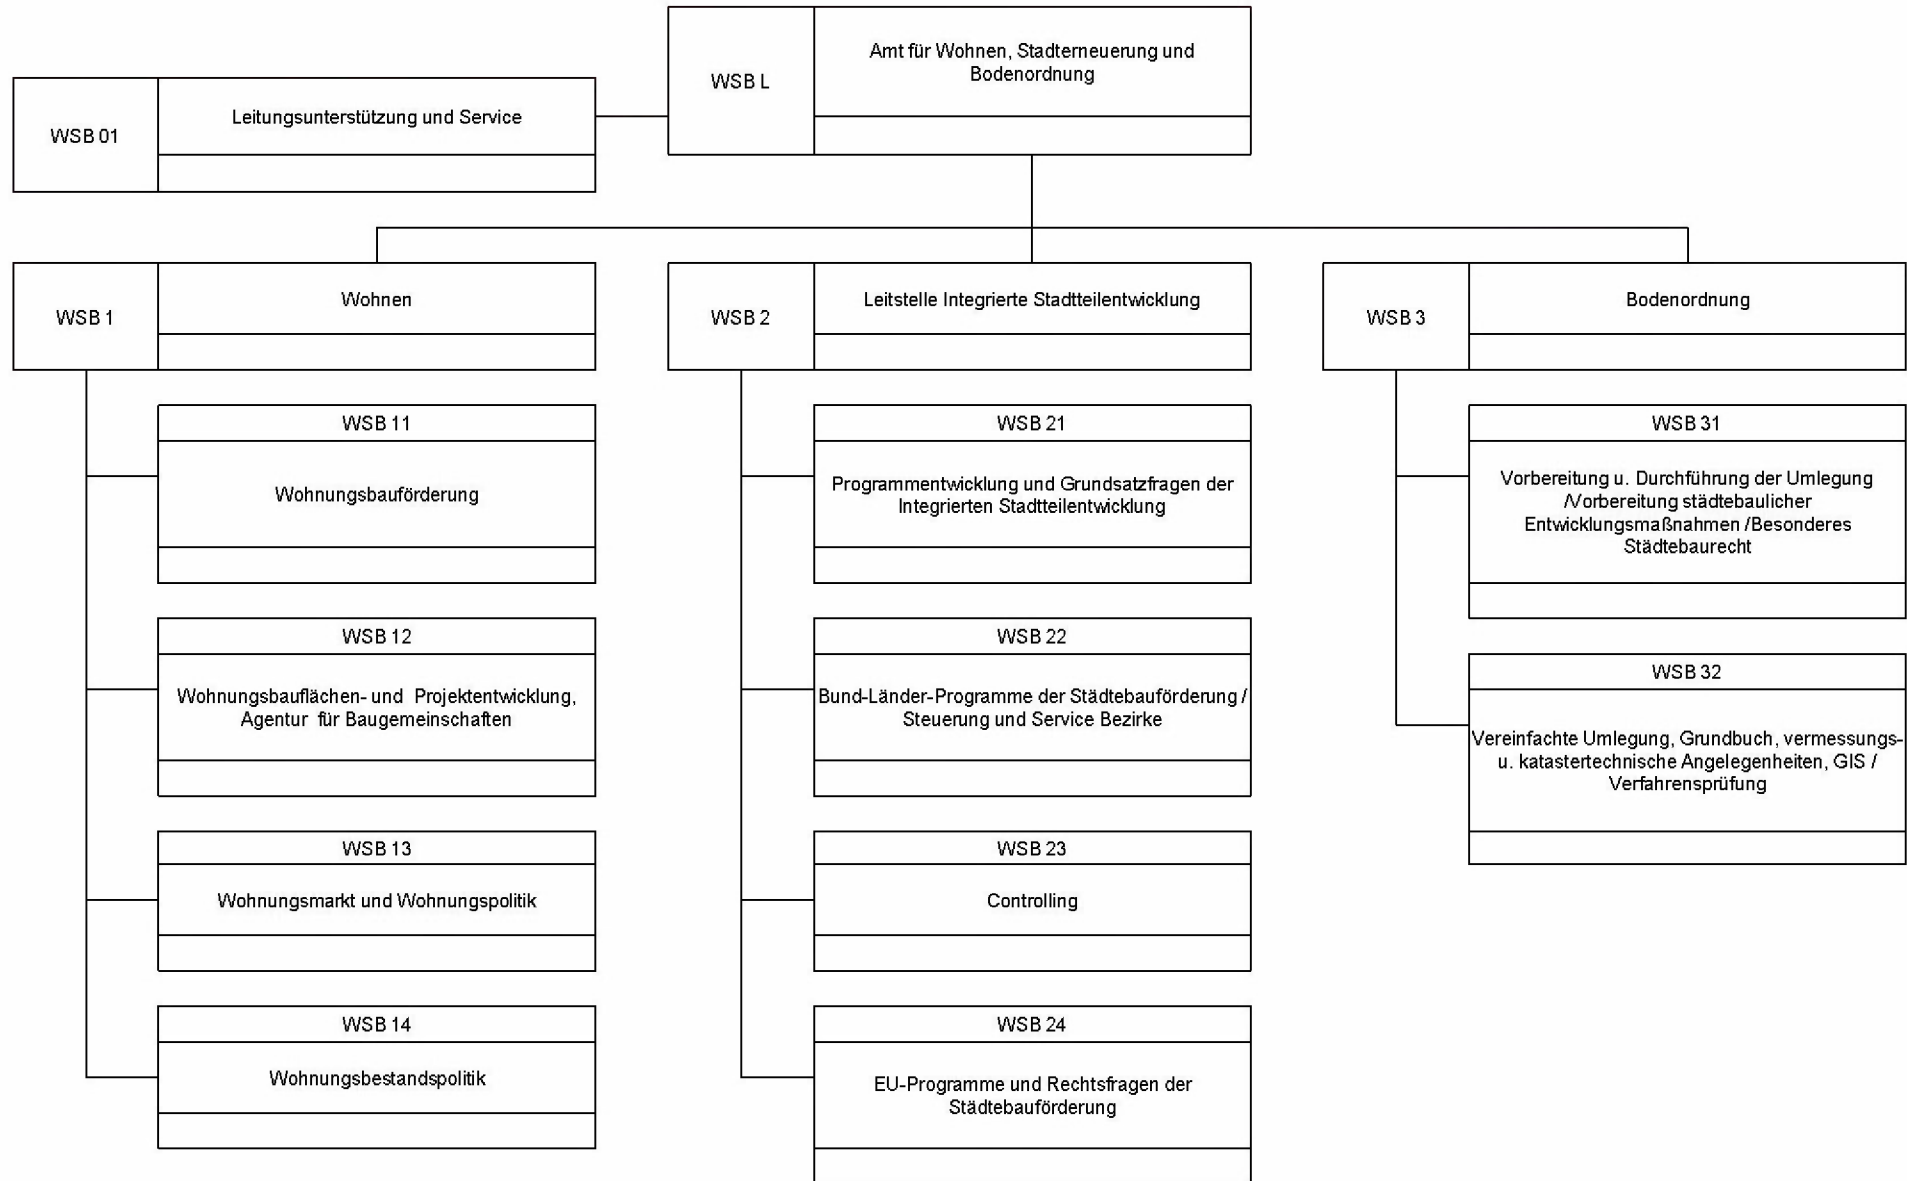 WSB L
Amt für Wohnen, Stadterneuerung und
Bodenordnung
WSB 01
Leitungsunterstützung und Service
WSB 1
Wohnen
WSB 11
Wohnungsbauförderung
WSB 12
Wohnungsbauflächen- und Projektentwicklung,
Agentur für Baugemeinschaften
WSB 13
Wohnungsmarkt und Wohnungspolitik
WSB 14
Wohnungsbestandspolitik
WSB 2
Leitstelle Integrierte Stadtteilentwicklung
WSB 21
Programmentwicklung und Grundsatzfragen der
Integrierten Stadtteilentwicklung
WSB 22
Bund-Länder-Programme der Städtebauförderung /
Steuerung und Service Bezirke
WSB 23
Controlling
WSB 24
EU-Programme und Rechtsfragen der
Städtebauförderung
WSB 3
Bodenordnung
WSB 31
Vorbereitung u. Durchführung der Umlegung
/Vorbereitung städtebaulicher
Entwicklungsmaßnahmen /Besonderes
Städtebaurecht
WSB 32
Vereinfachte Umlegung, Grundbuch, vermessungs-
u. katastertechnische Angelegenheiten, GIS /
Verfahrensprüfung